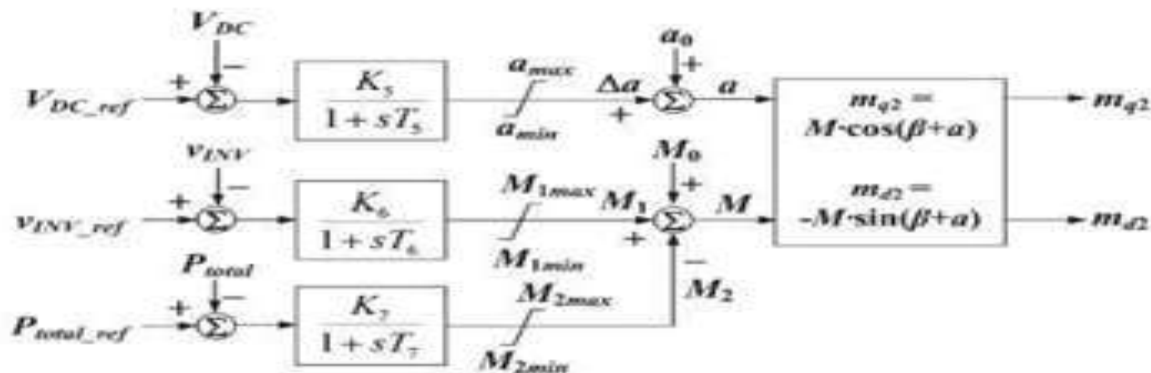 V_DC
a_0
+
−
+
V_DC_ref
Σ
K_5
1 + sT_5
a_max
a_min
Δa
+
Σ
a
m_q2 =
M·cos(β+α)
m_q2
v_INV
−
+
v_INV_ref
Σ
K_6
1 + sT_6
M_1max
M_1min
M_0
+
M_1
+
Σ
M
m_d2 =
-M·sin(β+α)
m_d2
P_total
−
+
P_total_ref
Σ
K_7
1 + sT_7
M_2max
M_2min
−
M_2